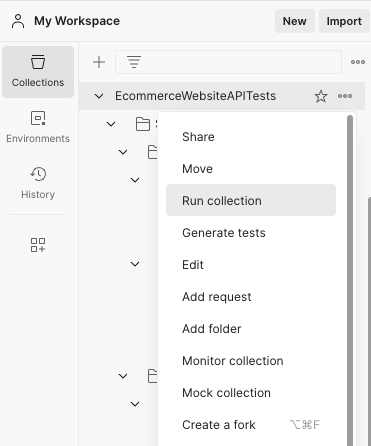 My Workspace
New
Import
Collections
EcommerceWebsiteAPITests
Environments
History
Share
Move
Run collection
Generate tests
Edit
Add request
Add folder
Monitor collection
Mock collection
Create a fork ⌥⌘F